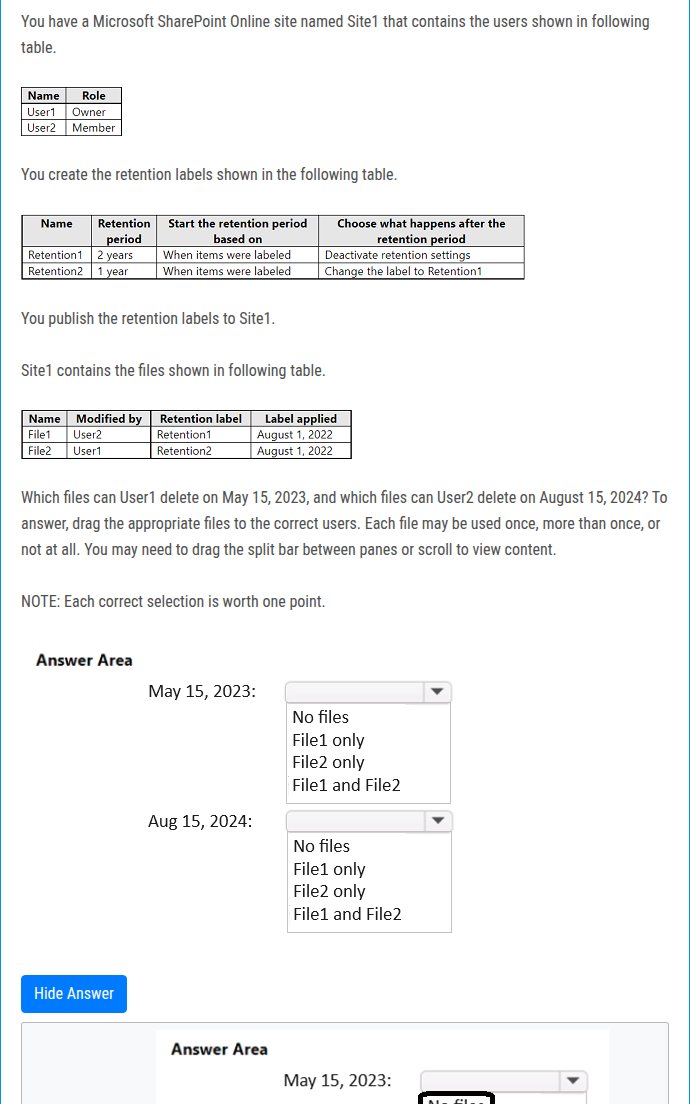 You have a Microsoft SharePoint Online site named Site1 that contains the users shown in following
table.
Name Role
User1 Owner
User2 Member
You create the retention labels shown in the following table.
Name Retention period Start the retention period based on Choose what happens after the retention period
Retention1 2 years When items were labeled Deactivate retention settings
Retention2 1 year When items were labeled Change the label to Retention1
You publish the retention labels to Site1.
Site1 contains the files shown in following table.
Name Modified by Retention label Label applied
File1 User2 Retention1 August 1, 2022
File2 User1 Retention2 August 1, 2022
Which files can User1 delete on May 15, 2023, and which files can User2 delete on August 15, 2024? To
answer, drag the appropriate files to the correct users. Each file may be used once, more than once, or
not at all. You may need to drag the split bar between panes or scroll to view content.
NOTE: Each correct selection is worth one point.
Answer Area
May 15, 2023:
No files
File1 only
File2 only
File1 and File2
Aug 15, 2024:
No files
File1 only
File2 only
File1 and File2
Hide Answer
Answer Area
May 15, 2023: